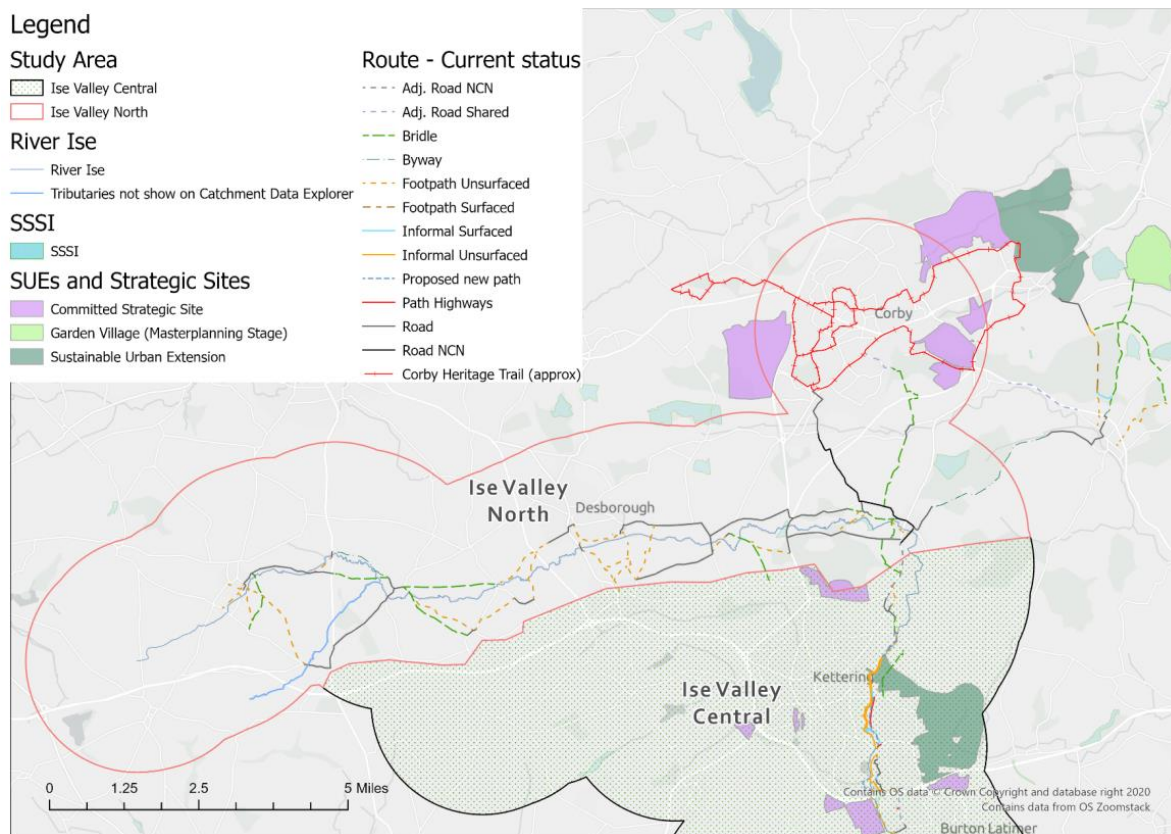 Legend
Study Area
Ise Valley Central
Ise Valley North
River Ise
River Ise
Tributaries not show on Catchment Data Explorer
SSSI
SSSI
SUEs and Strategic Sites
Committed Strategic Site
Garden Village (Masterplanning Stage)
Sustainable Urban Extension
Route - Current status
Adj. Road NCN
Adj. Road Shared
Bridle
Byway
Footpath Unsurfaced
Footpath Surfaced
Informal Surfaced
Informal Unsurfaced
Proposed new path
Path Highways
Road
Road NCN
Corby Heritage Trail (approx)
Corby
Ise Valley
North
Desborough
Kettering
Ise Valley
Central
0 1.25 2.5 5 Miles
Contains OS data © Crown Copyright and database right 2020
Contains data from OS Zoomstack
Burton Latimer